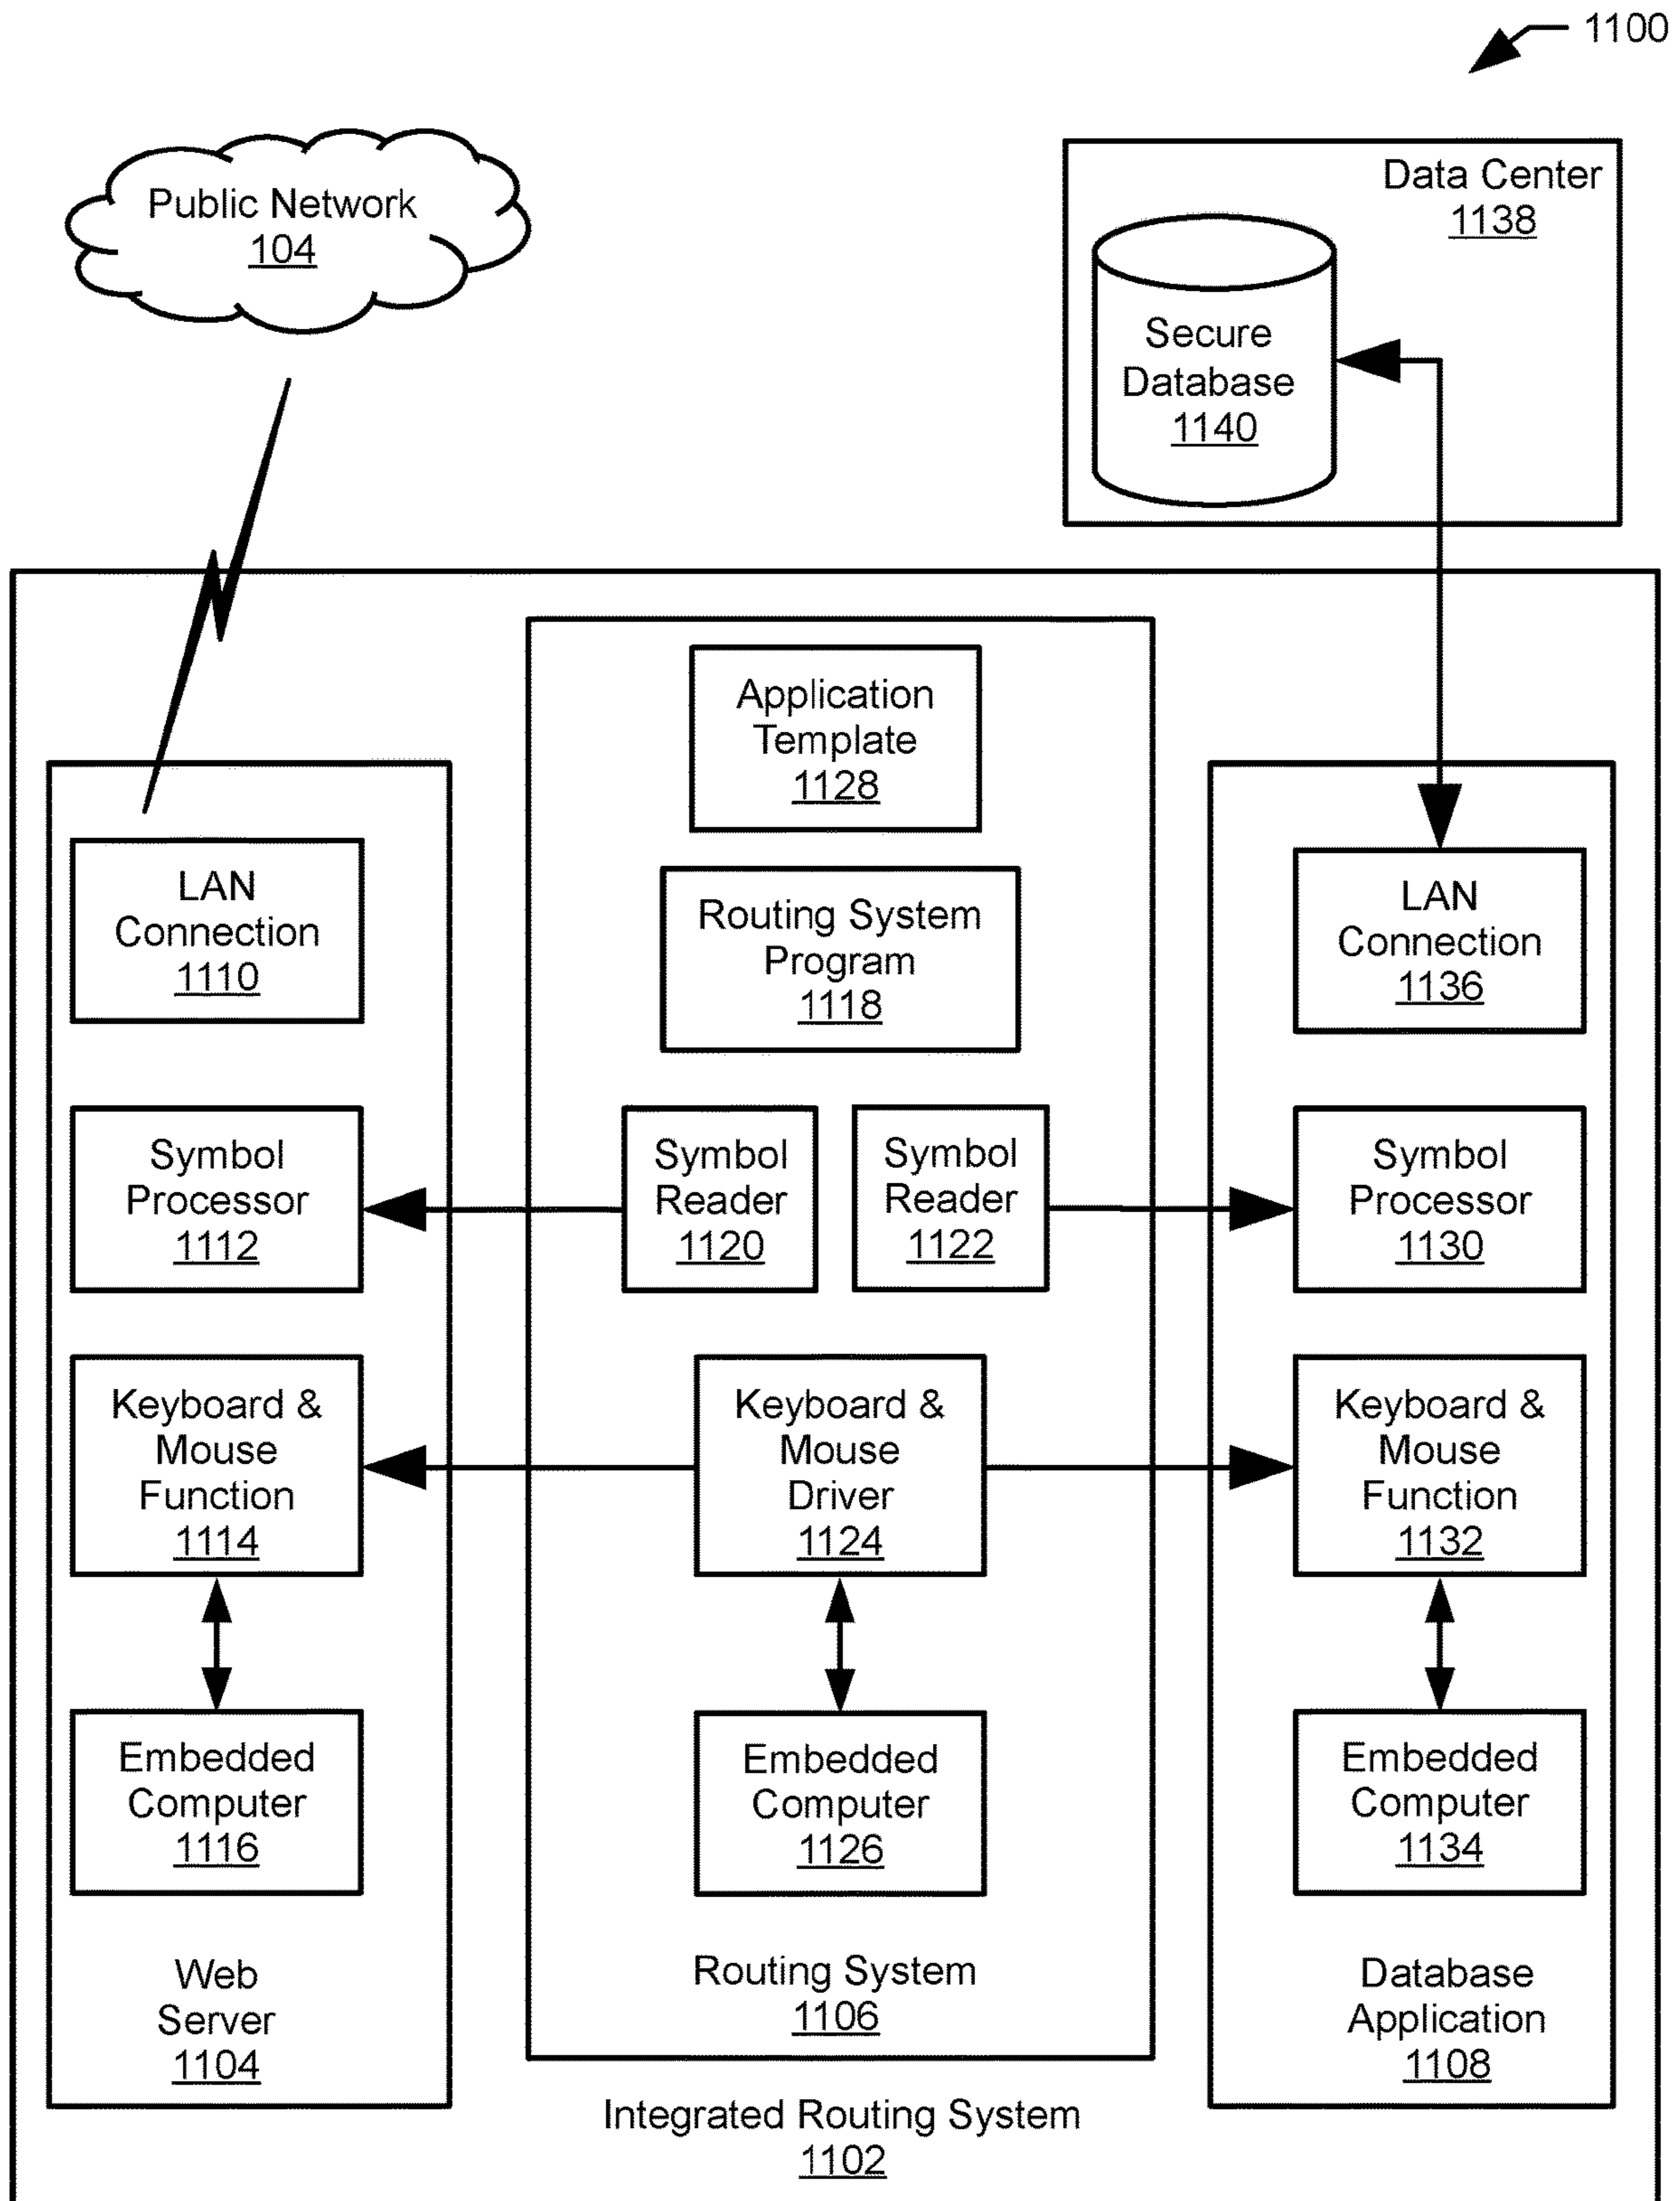 1100
Public Network
104
Data Center
1138
Secure
Database
1140
Application
Template
1128
LAN
Connection
1110
Routing System
Program
1118
LAN
Connection
1136
Symbol
Processor
1112
Symbol
Reader
1120
Symbol
Reader
1122
Symbol
Processor
1130
Keyboard &
Mouse
Function
1114
Keyboard &
Mouse
Driver
1124
Keyboard &
Mouse
Function
1132
Embedded
Computer
1116
Embedded
Computer
1126
Embedded
Computer
1134
Web
Server
1104
Routing System
1106
Database
Application
1108
Integrated Routing System
1102